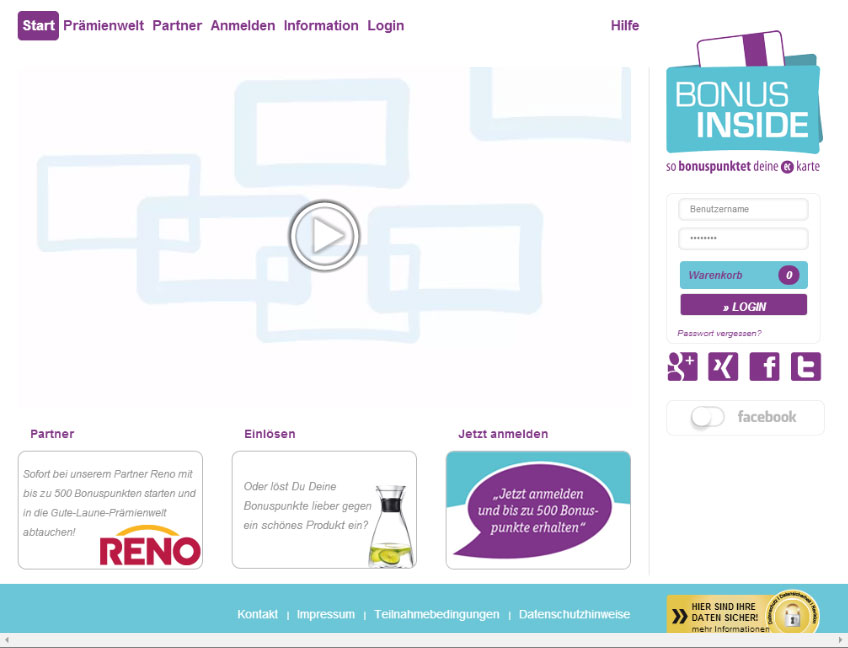 Start Prämienwelt Partner Anmelden Information Login Hilfe
BONUS
INSIDE
so bonuspunktet deine ec karte
Benutzername
Warenkorb 0
» LOGIN
Passwort vergessen?
g+ X f t
facebook
Partner
Sofort bei unserem Partner Reno mit
bis zu 500 Bonuspunkten starten und
in die Gute-Laune-Prämienwelt
abtauchen!
RENO
Einlösen
Oder löst Du Deine
Bonuspunkte lieber gegen
ein schönes Produkt ein?
Jetzt anmelden
„Jetzt anmelden
und bis zu 500 Bonus-
punkte erhalten“
Kontakt | Impressum | Teilnahmebedingungen | Datenschutzhinweise
HIER SIND IHRE
DATEN SICHER!
mehr Informationen